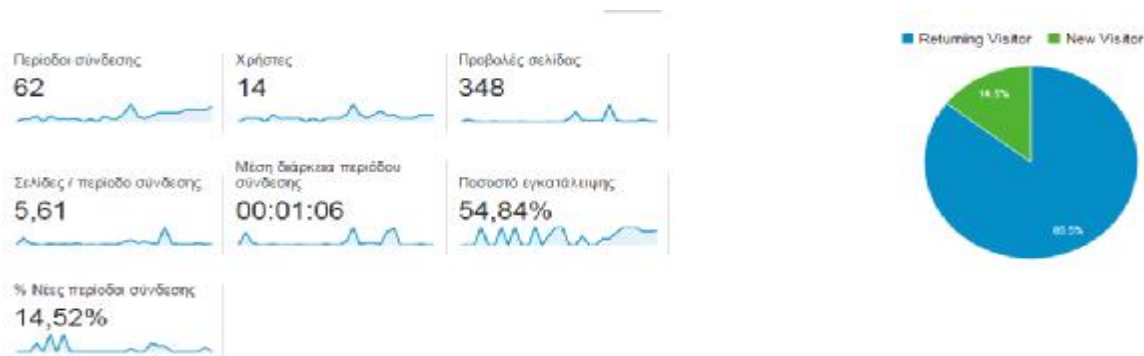 Returning Visitor New Visitor
Περίοδοι σύνδεσης Χρήστες Προβολές σελίδας
62 14 348
Σελίδες / περίοδο σύνδεσης
Μέση διάρκεια περιόδου
σύνδεσης
Ποσοστό εγκατάλειψης
5,61 00:01:06 54,84%
% Νέες περίοδοι σύνδεσης
14,52%
14.5%
85.5%